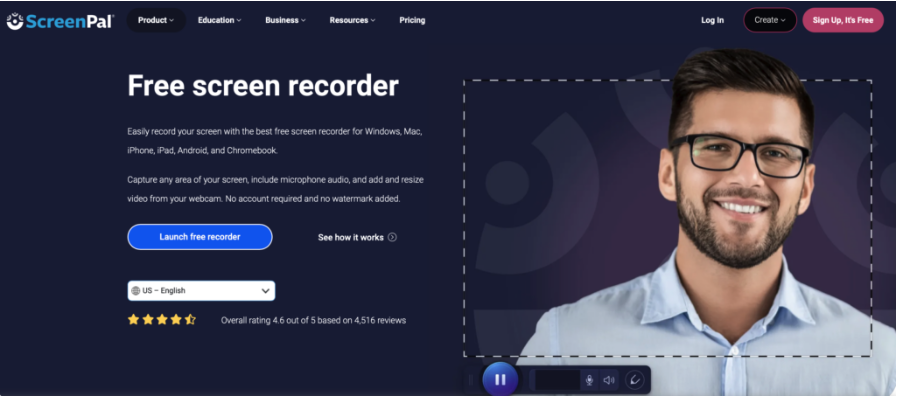 ScreenPal
Product
Education
Business
Resources
Pricing
Log In
Create
Sign Up, It's Free
Free screen recorder
Easily record your screen with the best free screen recorder for Windows, Mac,
iPhone, iPad, Android, and Chromebook.
Capture any area of your screen, include microphone audio, and add and resize
video from your webcam. No account required and no watermark added.
Launch free recorder
See how it works
US – English
Overall rating 4.6 out of 5 based on 4,516 reviews